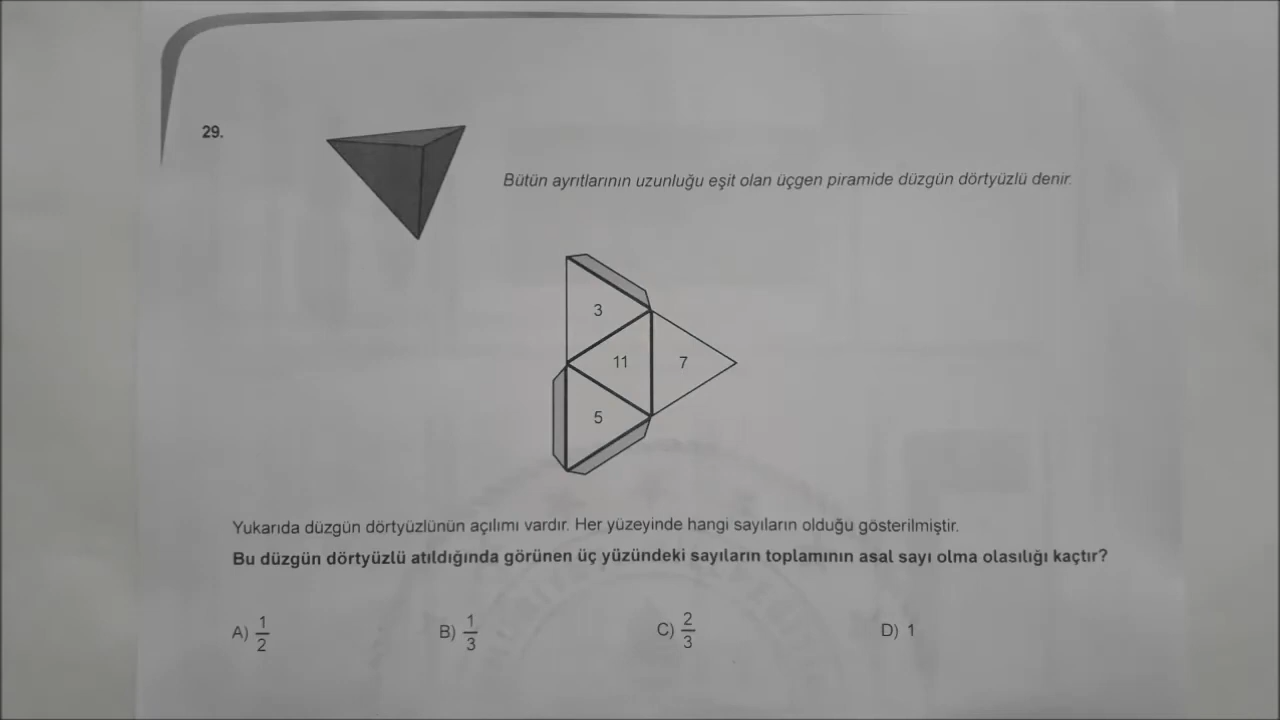 29.
Bütün ayrıtlarının uzunluğu eşit olan üçgen piramide düzgün dörtyüzlü denir.
3
11
7
5
Yukarıda düzgün dörtyüzlünün açılımı vardır. Her yüzeyinde hangi sayıların olduğu gösterilmiştir.
Bu düzgün dörtyüzlü atıldığında görünen üç yüzündeki sayıların toplamının asal sayı olma olasılığı kaçtır?
A) 1/2 B) 1/3 C) 2/3 D) 1